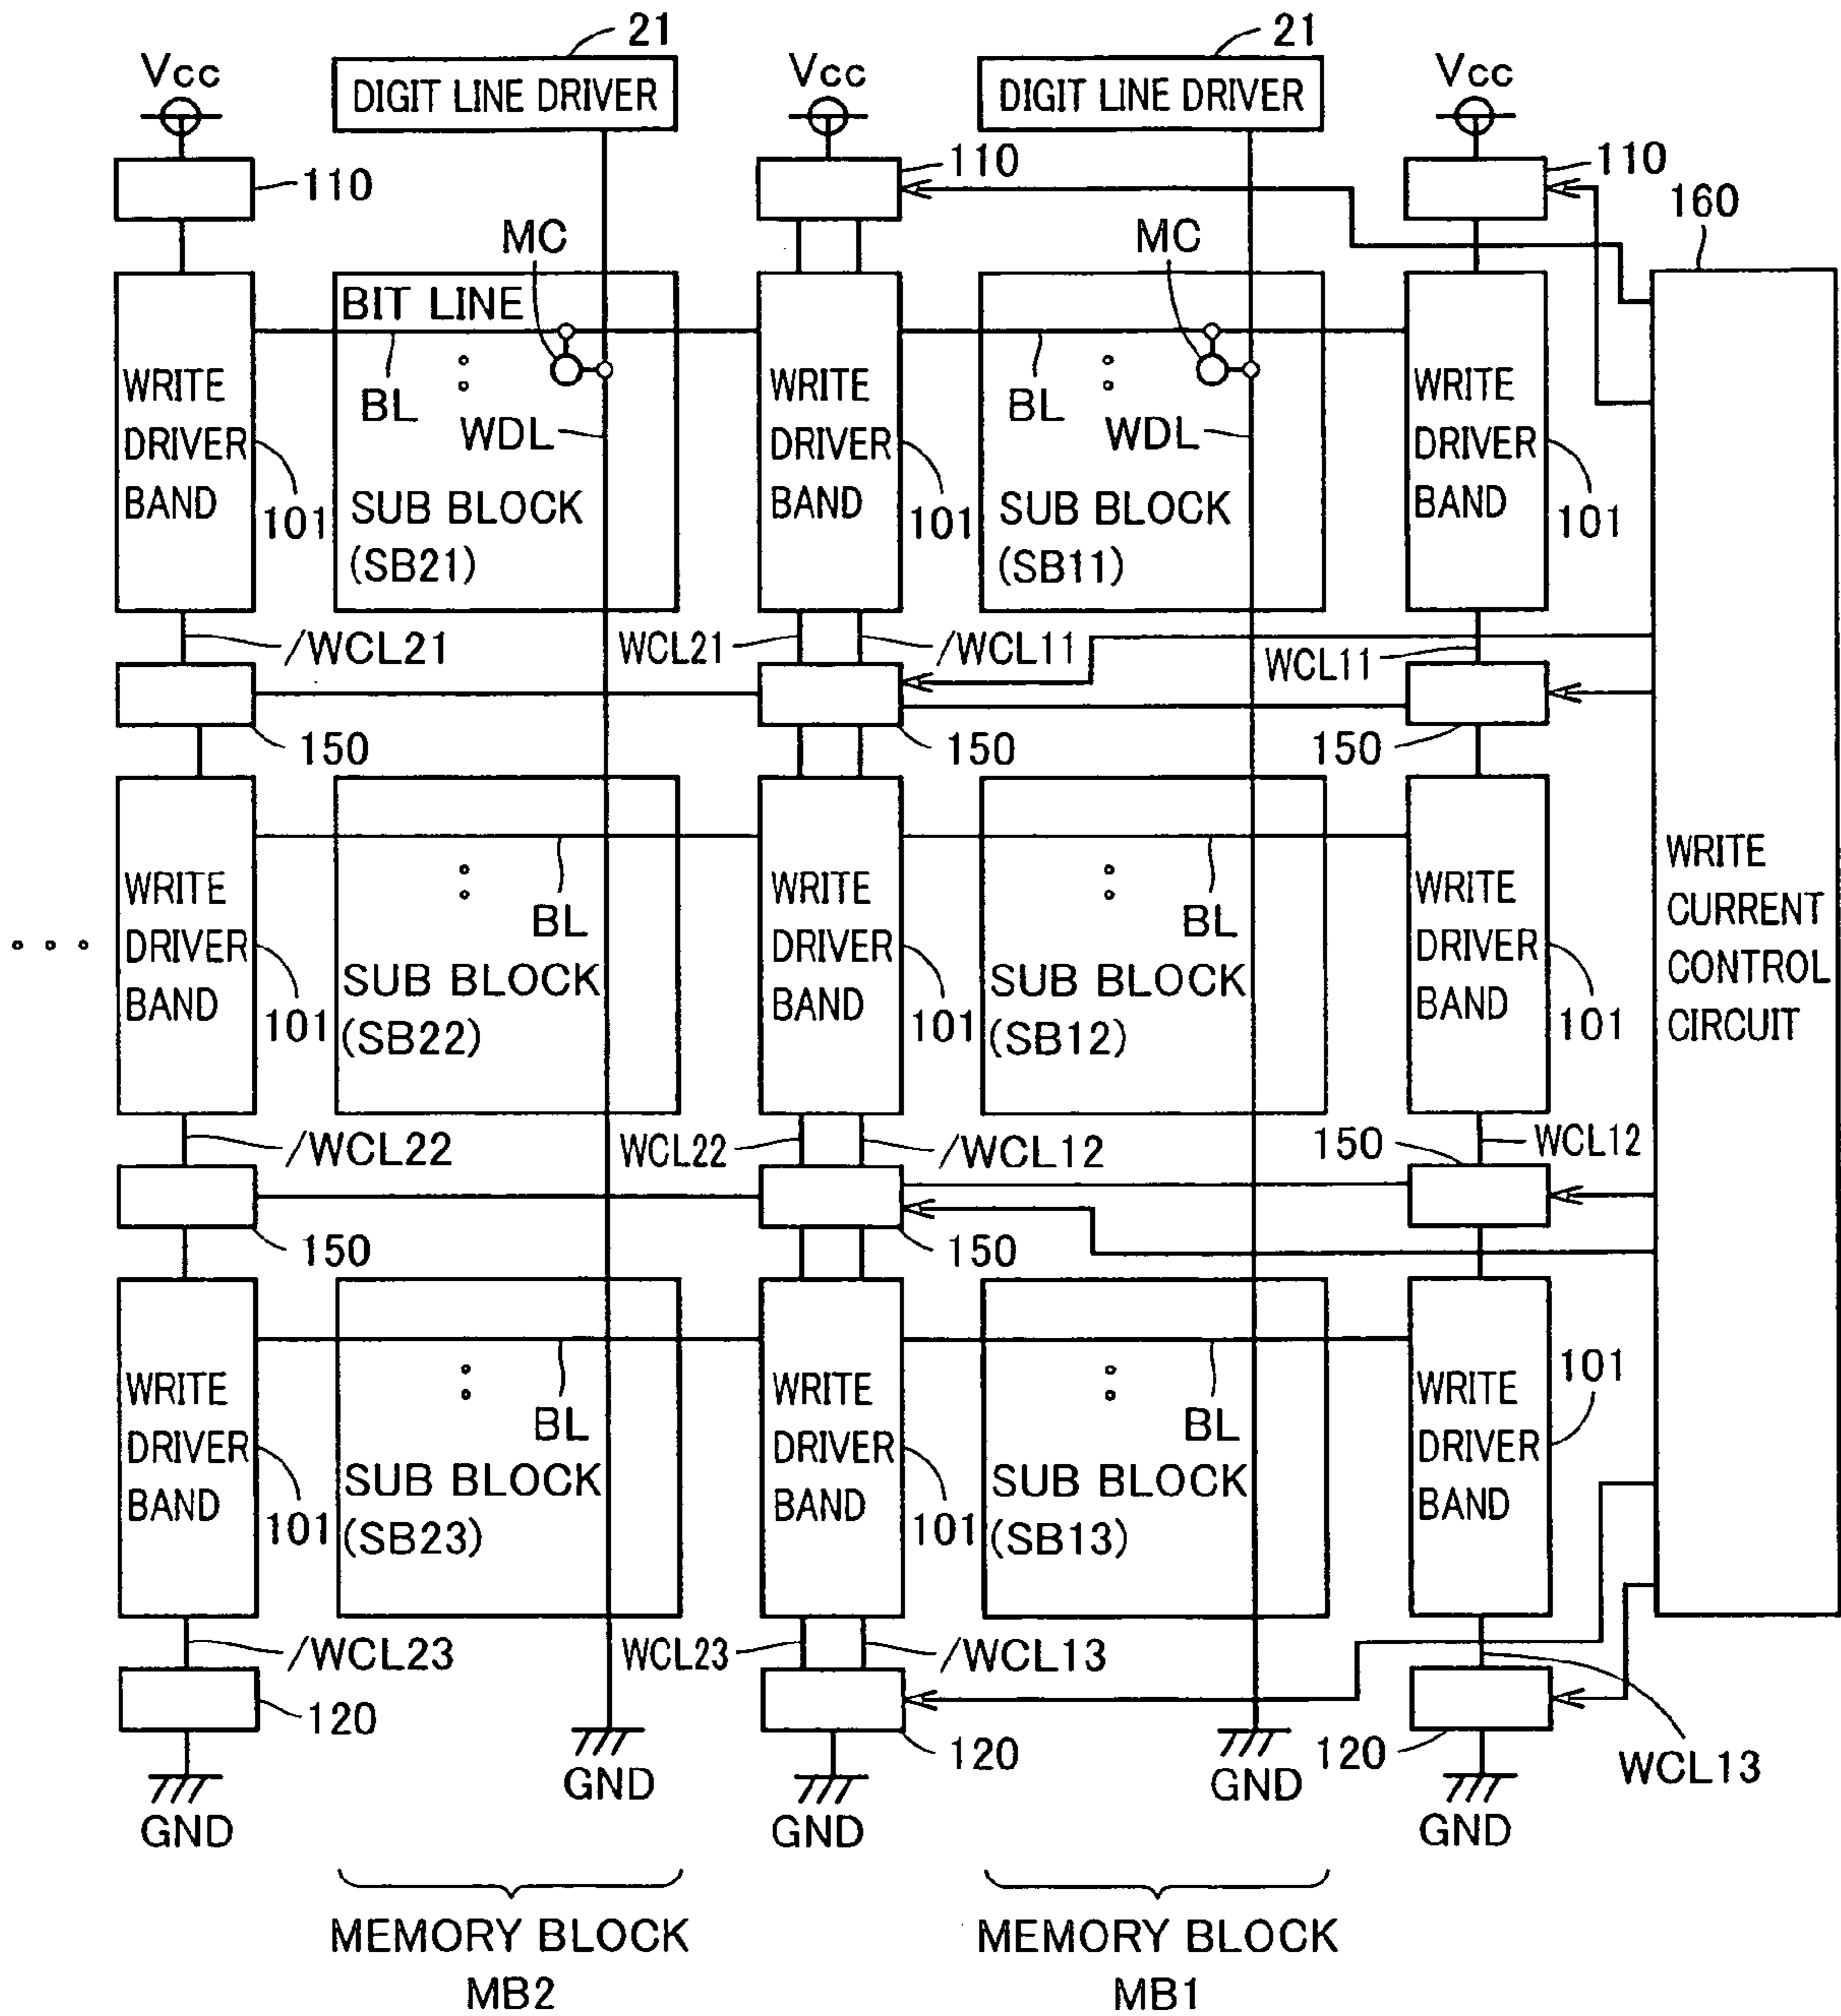 21
21
Vcc
DIGIT LINE DRIVER
Vcc
DIGIT LINE DRIVER
Vcc
110
110
110
160
MC
MC
BIT LINE
WRITE
DRIVER
BAND
101
BL
WDL
SUB BLOCK
(SB21)
WRITE
DRIVER
BAND
101
BL
WDL
SUB BLOCK
(SB11)
WRITE
DRIVER
BAND
101
/WCL21
WCL21
/WCL11
WCL11
150
150
150
WRITE
DRIVER
BAND
101
BL
SUB BLOCK
(SB22)
WRITE
DRIVER
BAND
101
BL
SUB BLOCK
(SB12)
WRITE
DRIVER
BAND
101
WRITE
CURRENT
CONTROL
CIRCUIT
/WCL22
WCL22
/WCL12
150
WCL12
150
150
WRITE
DRIVER
BAND
101
BL
SUB BLOCK
(SB23)
WRITE
DRIVER
BAND
101
BL
SUB BLOCK
(SB13)
WRITE
DRIVER
BAND
101
/WCL23
WCL23
/WCL13
120
120
120
WCL13
GND
GND
GND
GND
GND
MEMORY BLOCK
MB2
MEMORY BLOCK
MB1